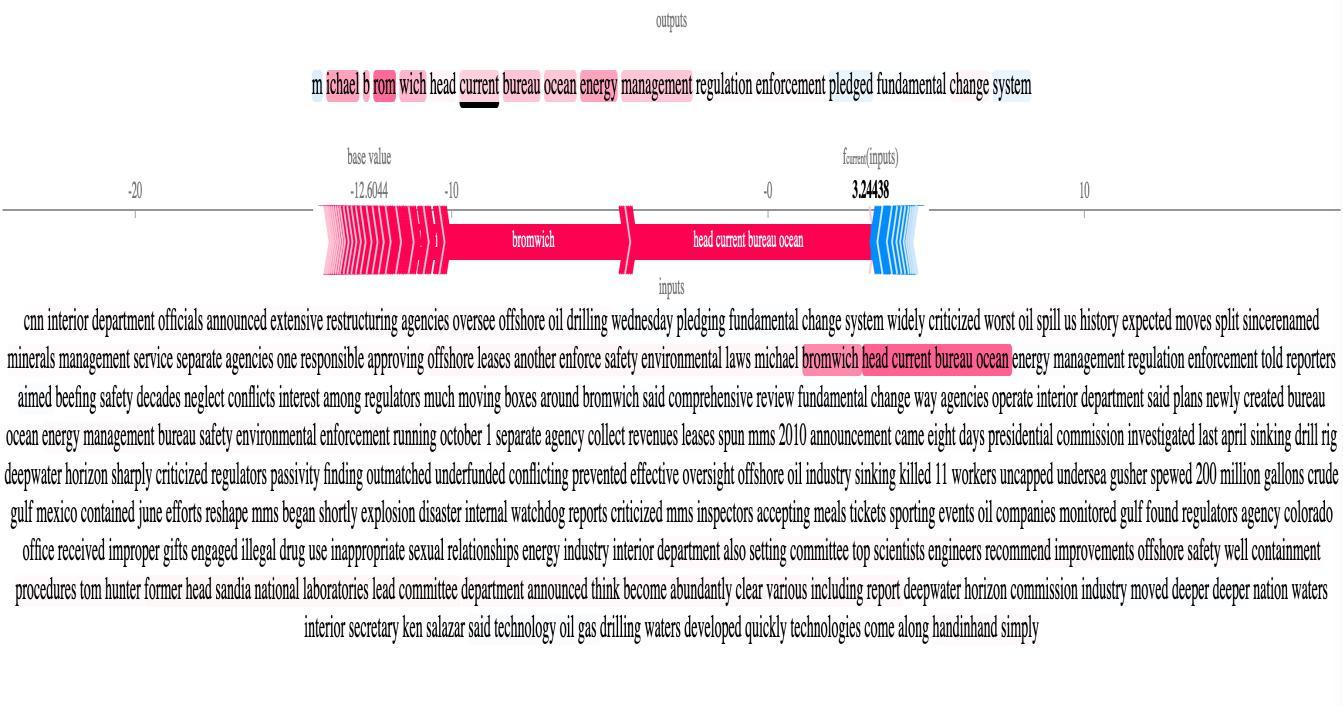 outputs
m ichael b rom wich head current bureau ocean energy management regulation enforcement pledged fundamental change system
base value
fcurrent(inputs)
-20
-12.6044
-10
-0
3.24438
10
i
bromwich
head current bureau ocean
inputs
cnn interior department officials announced extensive restructuring agencies oversee offshore oil drilling wednesday pledging fundamental change system widely criticized worst oil spill us history expected moves split sincerenamed
minerals management service separate agencies one responsible approving offshore leases another enforce safety environmental laws michael bromwich head current bureau ocean energy management regulation enforcement told reporters
aimed beefing safety decades neglect conflicts interest among regulators much moving boxes around bromwich said comprehensive review fundamental change way agencies operate interior department said plans newly created bureau
ocean energy management bureau safety environmental enforcement running october 1 separate agency collect revenues leases spun mms 2010 announcement came eight days presidential commission investigated last april sinking drill rig
deepwater horizon sharply criticized regulators passivity finding outmatched underfunded conflicting prevented effective oversight offshore oil industry sinking killed 11 workers uncapped undersea gusher spewed 200 million gallons crude
gulf mexico contained june efforts reshape mms began shortly explosion disaster internal watchdog reports criticized mms inspectors accepting meals tickets sporting events oil companies monitored gulf found regulators agency colorado
office received improper gifts engaged illegal drug use inappropriate sexual relationships energy industry interior department also setting committee top scientists engineers recommend improvements offshore safety well containment
procedures tom hunter former head sandia national laboratories lead committee department announced think become abundantly clear various including report deepwater horizon commission industry moved deeper deeper nation waters
interior secretary ken salazar said technology oil gas drilling waters developed quickly technologies come along handinhand simply